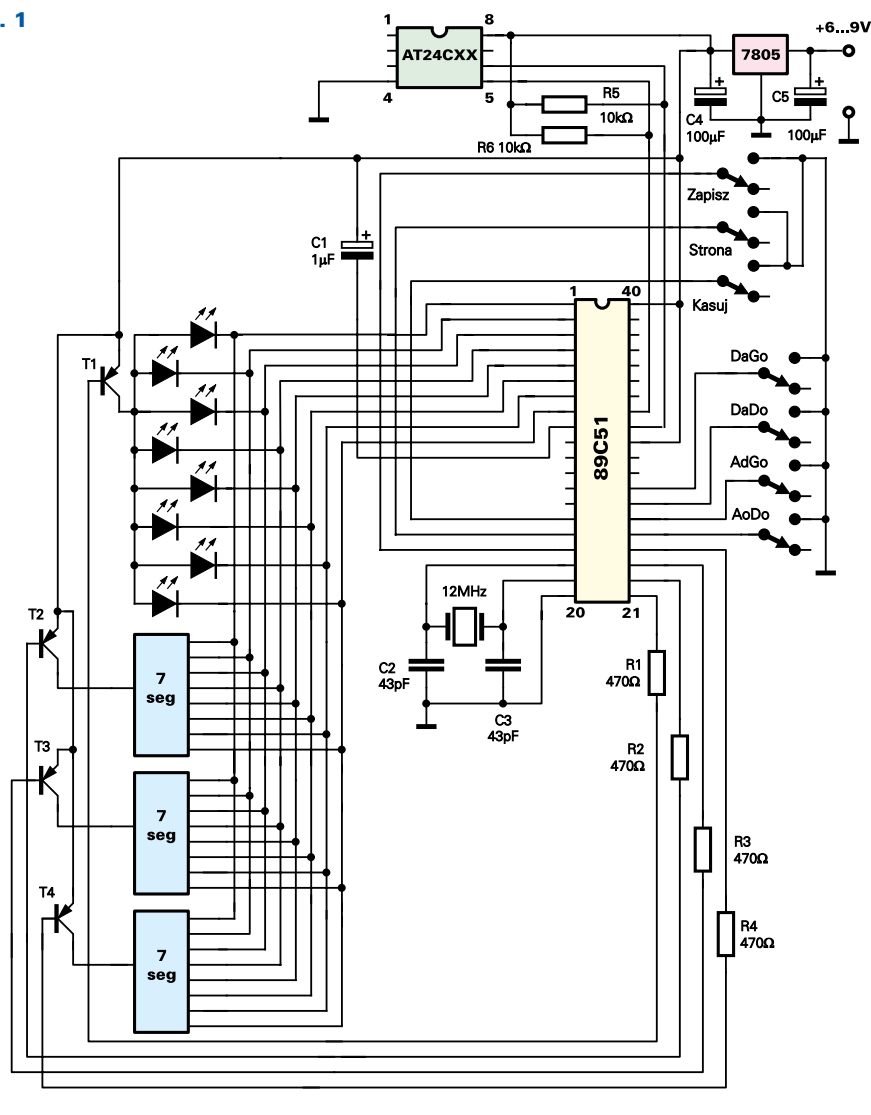 . 1
1
8
AT24CXX
4
5
+6...9V
7805
R5
10kΩ
R6 10kΩ
C4
100µF
C5
100µF
Zapisz
Strona
Kasuj
C1
1µF
1
40
89C51
20
21
T1
DaGo
DaDo
AdGo
AoDo
12MHz
C2
43pF
C3
43pF
T2
7
seg
T3
7
seg
T4
7
seg
R1
470Ω
R2
470Ω
R3
470Ω
R4
470Ω